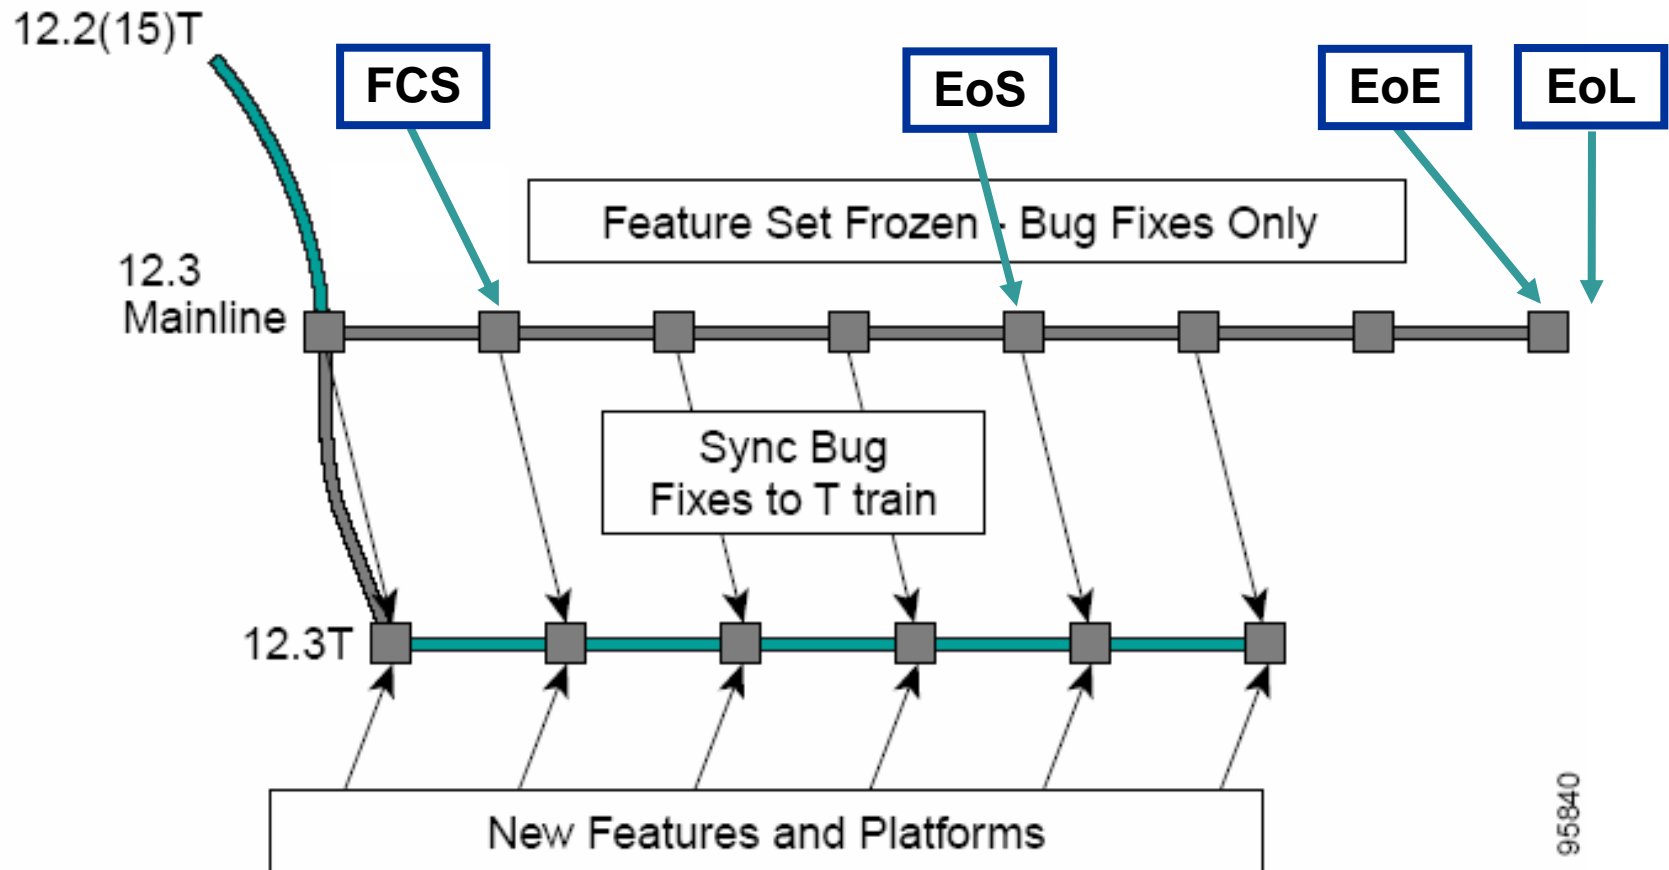 12.2(15)T
FCS
EoS
EoE
EoL
Feature Set Frozen - Bug Fixes Only
12.3
Mainline
Sync Bug
Fixes to T train
12.3T
New Features and Platforms
95840